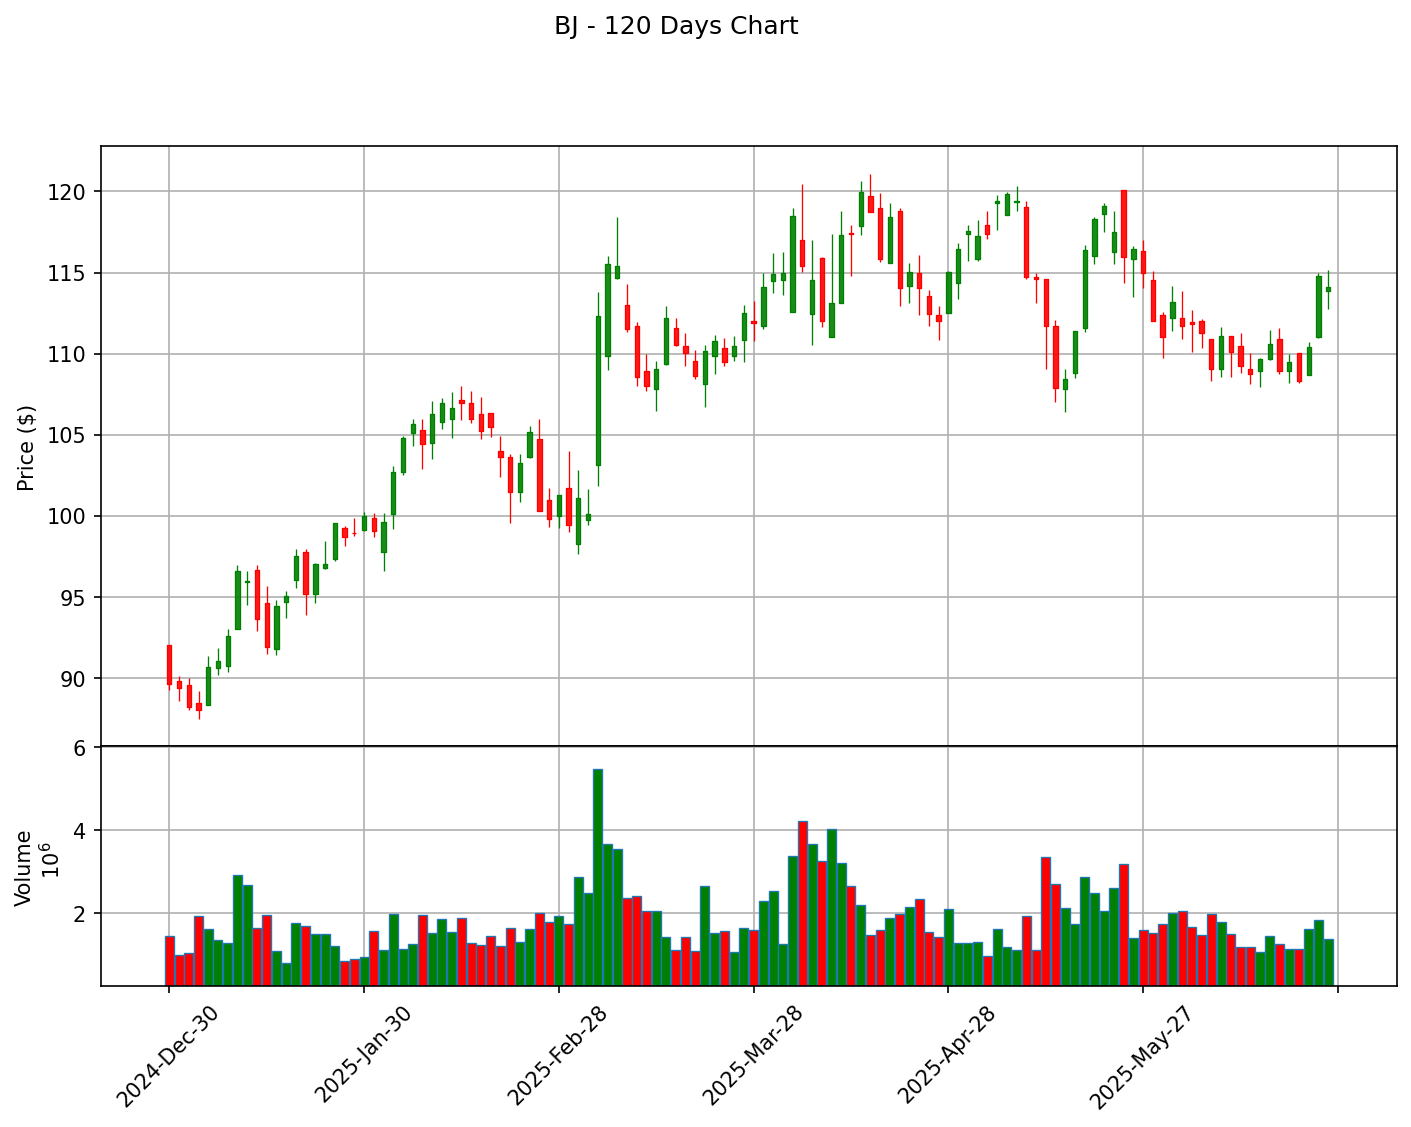 BJ - 120 Days Chart
120
115
110
105
100
95
90
Price ($)
6
4
2
Volume
10^6
2024-Dec-30
2025-Jan-30
2025-Feb-28
2025-Mar-28
2025-Apr-28
2025-May-27